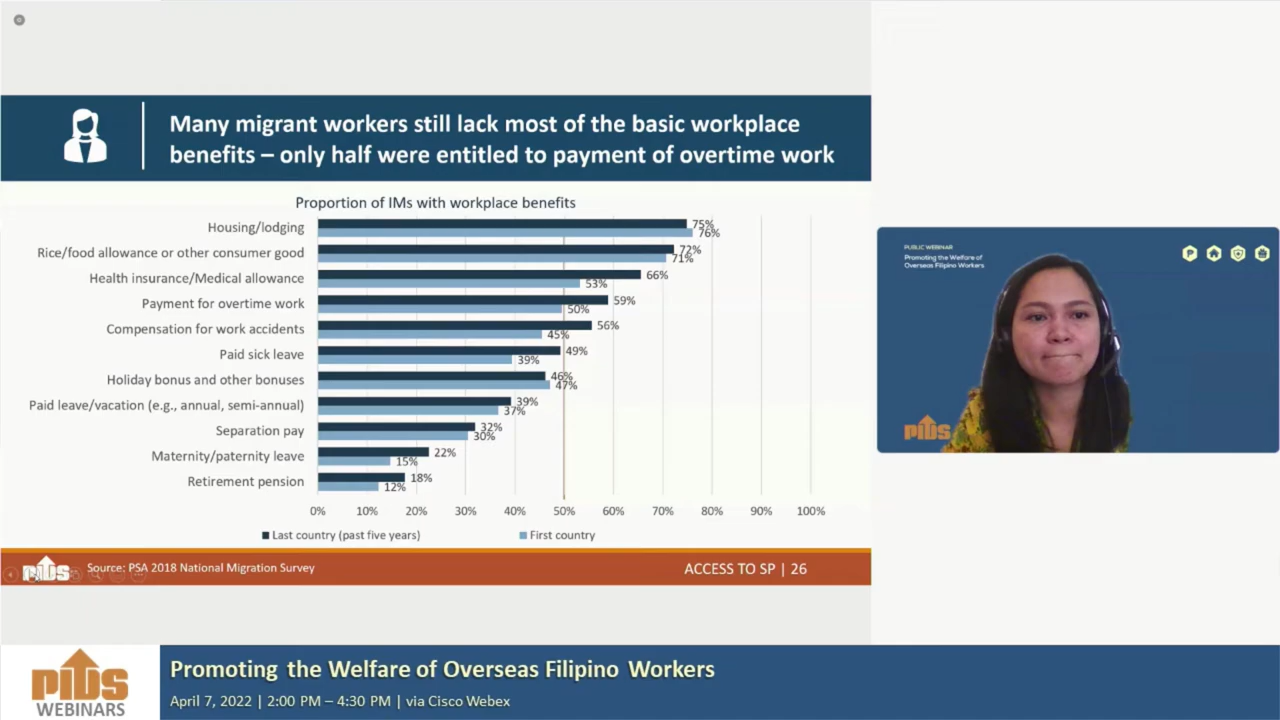 Many migrant workers still lack most of the basic workplace
benefits – only half were entitled to payment of overtime work
Proportion of IMs with workplace benefits
Housing/lodging 75% 76%
Rice/food allowance or other consumer good 72% 71%
Health insurance/Medical allowance 66% 53%
Payment for overtime work 59% 50%
Compensation for work accidents 56% 45%
Paid sick leave 49% 39%
Holiday bonus and other bonuses 46% 47%
Paid leave/vacation (e.g., annual, semi-annual) 39% 37%
Separation pay 32% 30%
Maternity/paternity leave 22% 15%
Retirement pension 18% 12%
0% 10% 20% 30% 40% 50% 60% 70% 80% 90% 100%
Last country (past five years) First country
PIDS Source: PSA 2018 National Migration Survey ACCESS TO SP | 26
PUBLIC WEBINAR
Promoting the Welfare of
Overseas Filipino Workers
P
PIDS
PIDS
WEBINARS
Promoting the Welfare of Overseas Filipino Workers
April 7, 2022 | 2:00 PM – 4:30 PM | via Cisco Webex